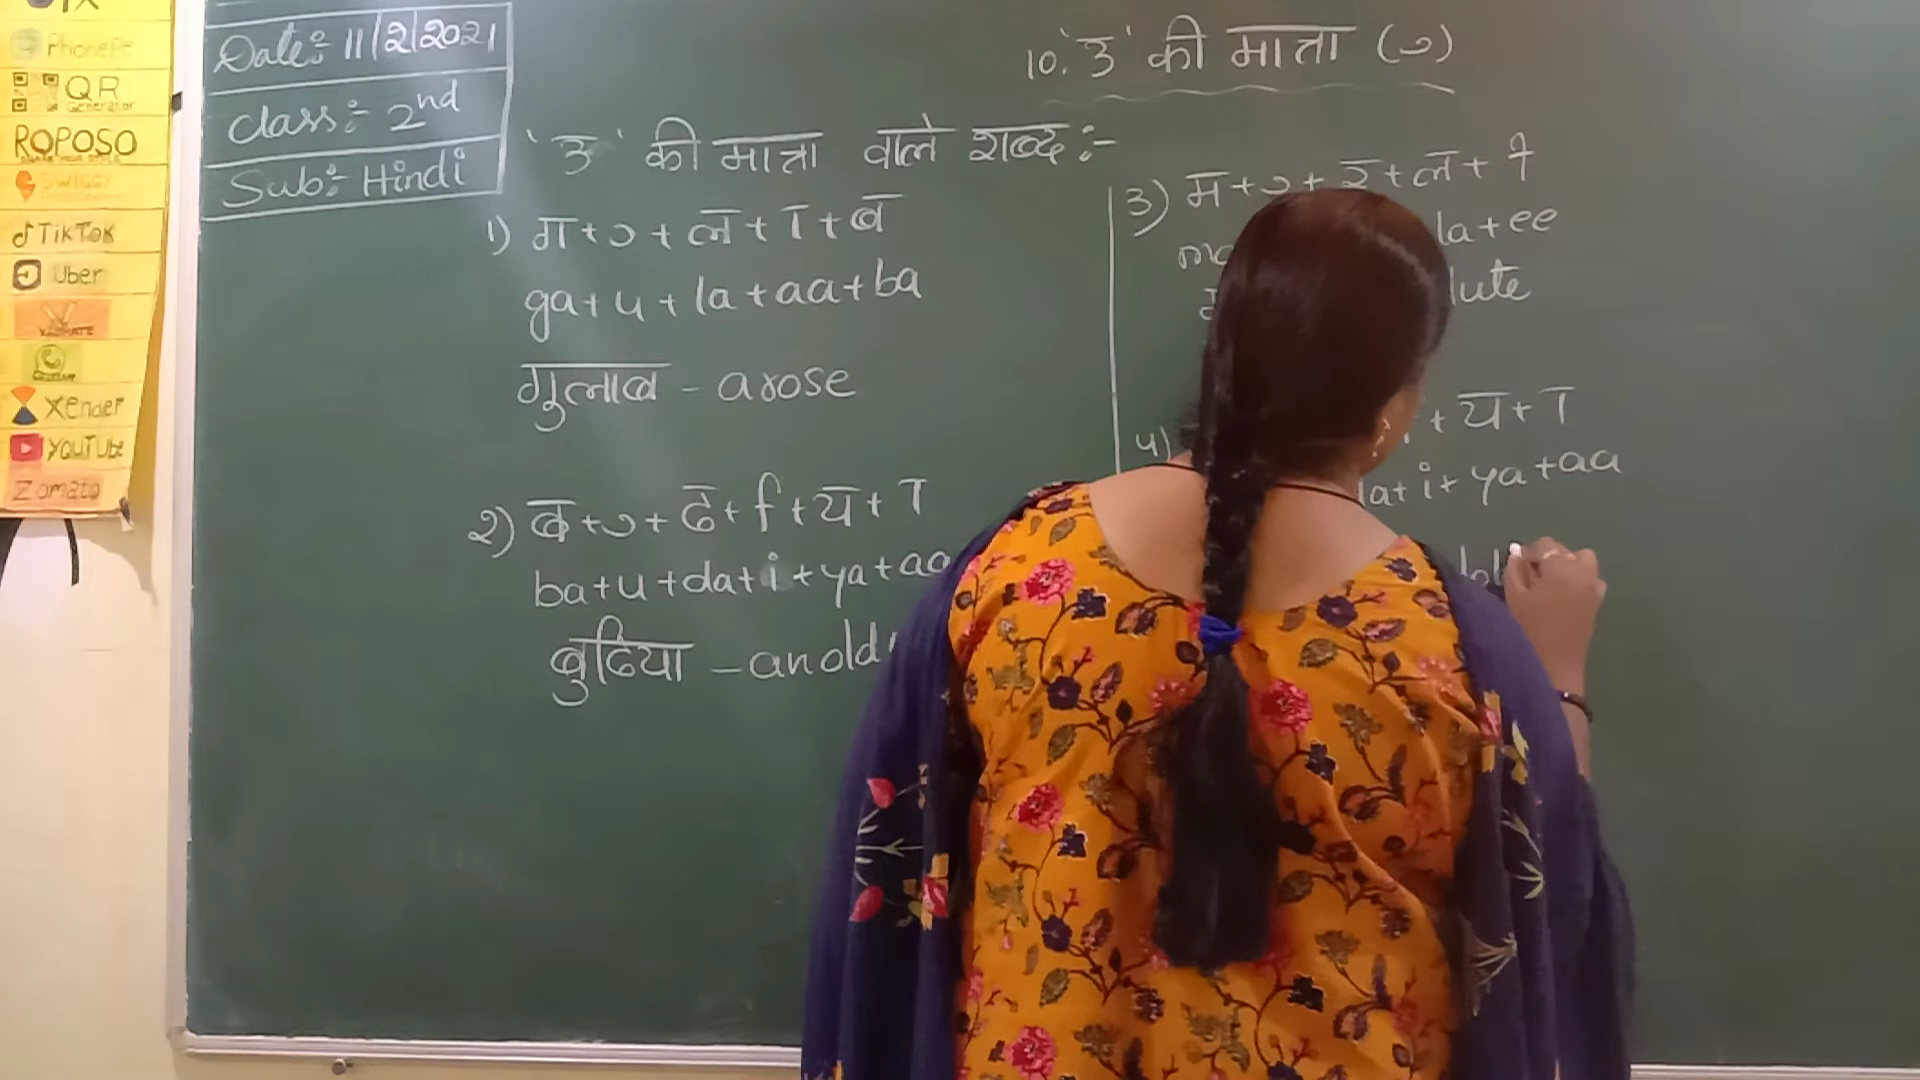 PhonePe
QR
Generator
ROPOSO
SWIGGY
TikTok
Uber
Xender
YouTube
Zomato
Date:- 11/2/2021
Class:- 2nd
Sub:- Hindi
10. 'उ' की मात्रा (ु)
'उ' की मात्रा वाले शब्द:-
1) ग + ु + ल + ा + ब
ga + u + la + aa + ba
गुलाब - a rose
2) ब + ु + ढ + ि + य + ा
ba + u + da + i + ya + aa
बुढिया - an old
3) म + ु + र + ल + ी
la + ee
lute
4)
+ य + ा
da + i + ya + aa